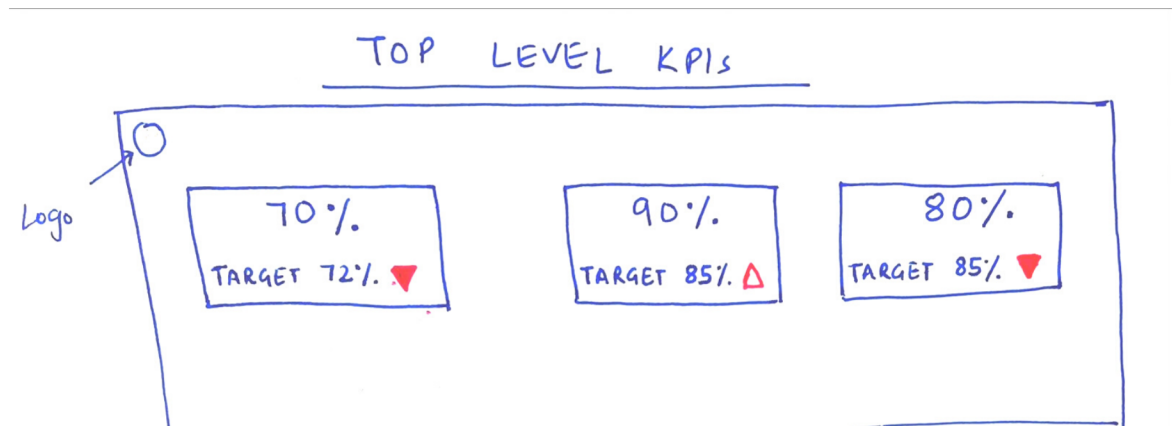 TOP LEVEL KPIs
Logo
70%
TARGET 72%
90%
TARGET 85%
80%
TARGET 85%